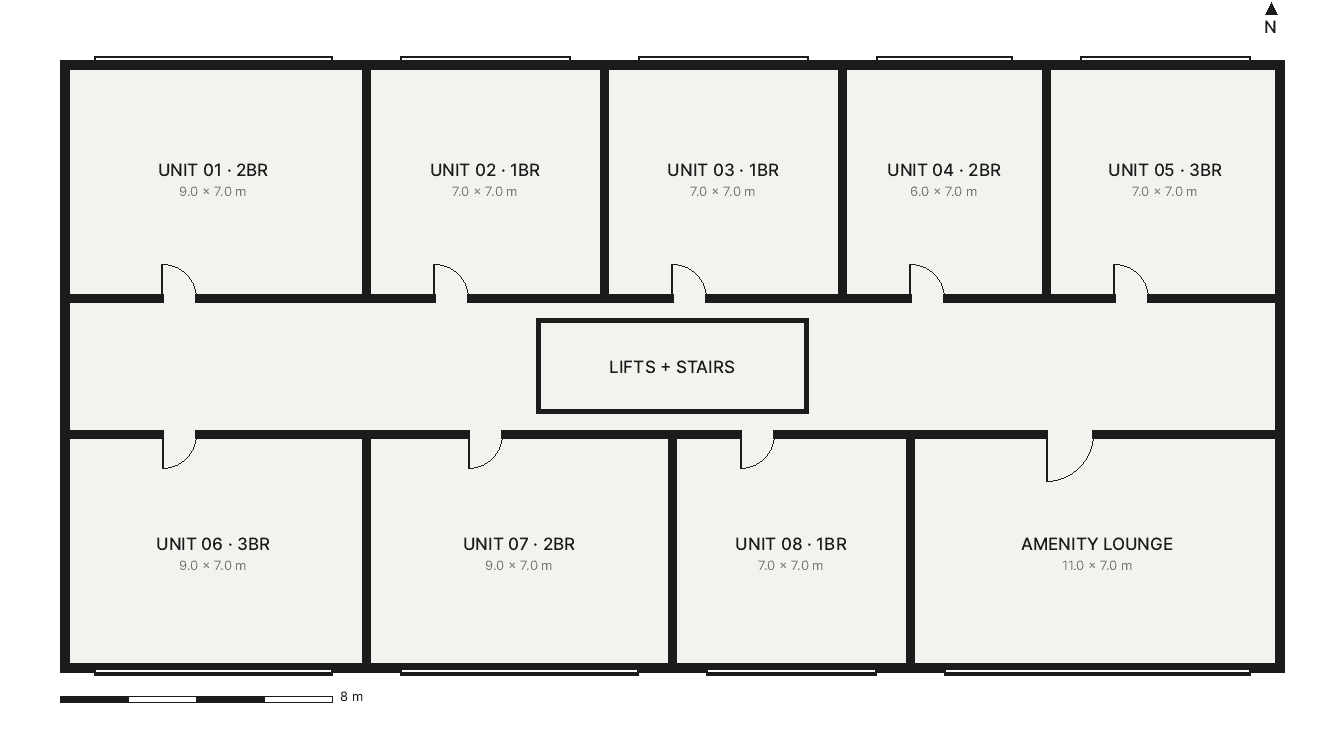 N
UNIT 01 · 2BR
9.0 × 7.0 m
UNIT 02 · 1BR
7.0 × 7.0 m
UNIT 03 · 1BR
7.0 × 7.0 m
UNIT 04 · 2BR
6.0 × 7.0 m
UNIT 05 · 3BR
7.0 × 7.0 m
LIFTS + STAIRS
UNIT 06 · 3BR
9.0 × 7.0 m
UNIT 07 · 2BR
9.0 × 7.0 m
UNIT 08 · 1BR
7.0 × 7.0 m
AMENITY LOUNGE
11.0 × 7.0 m
8 m